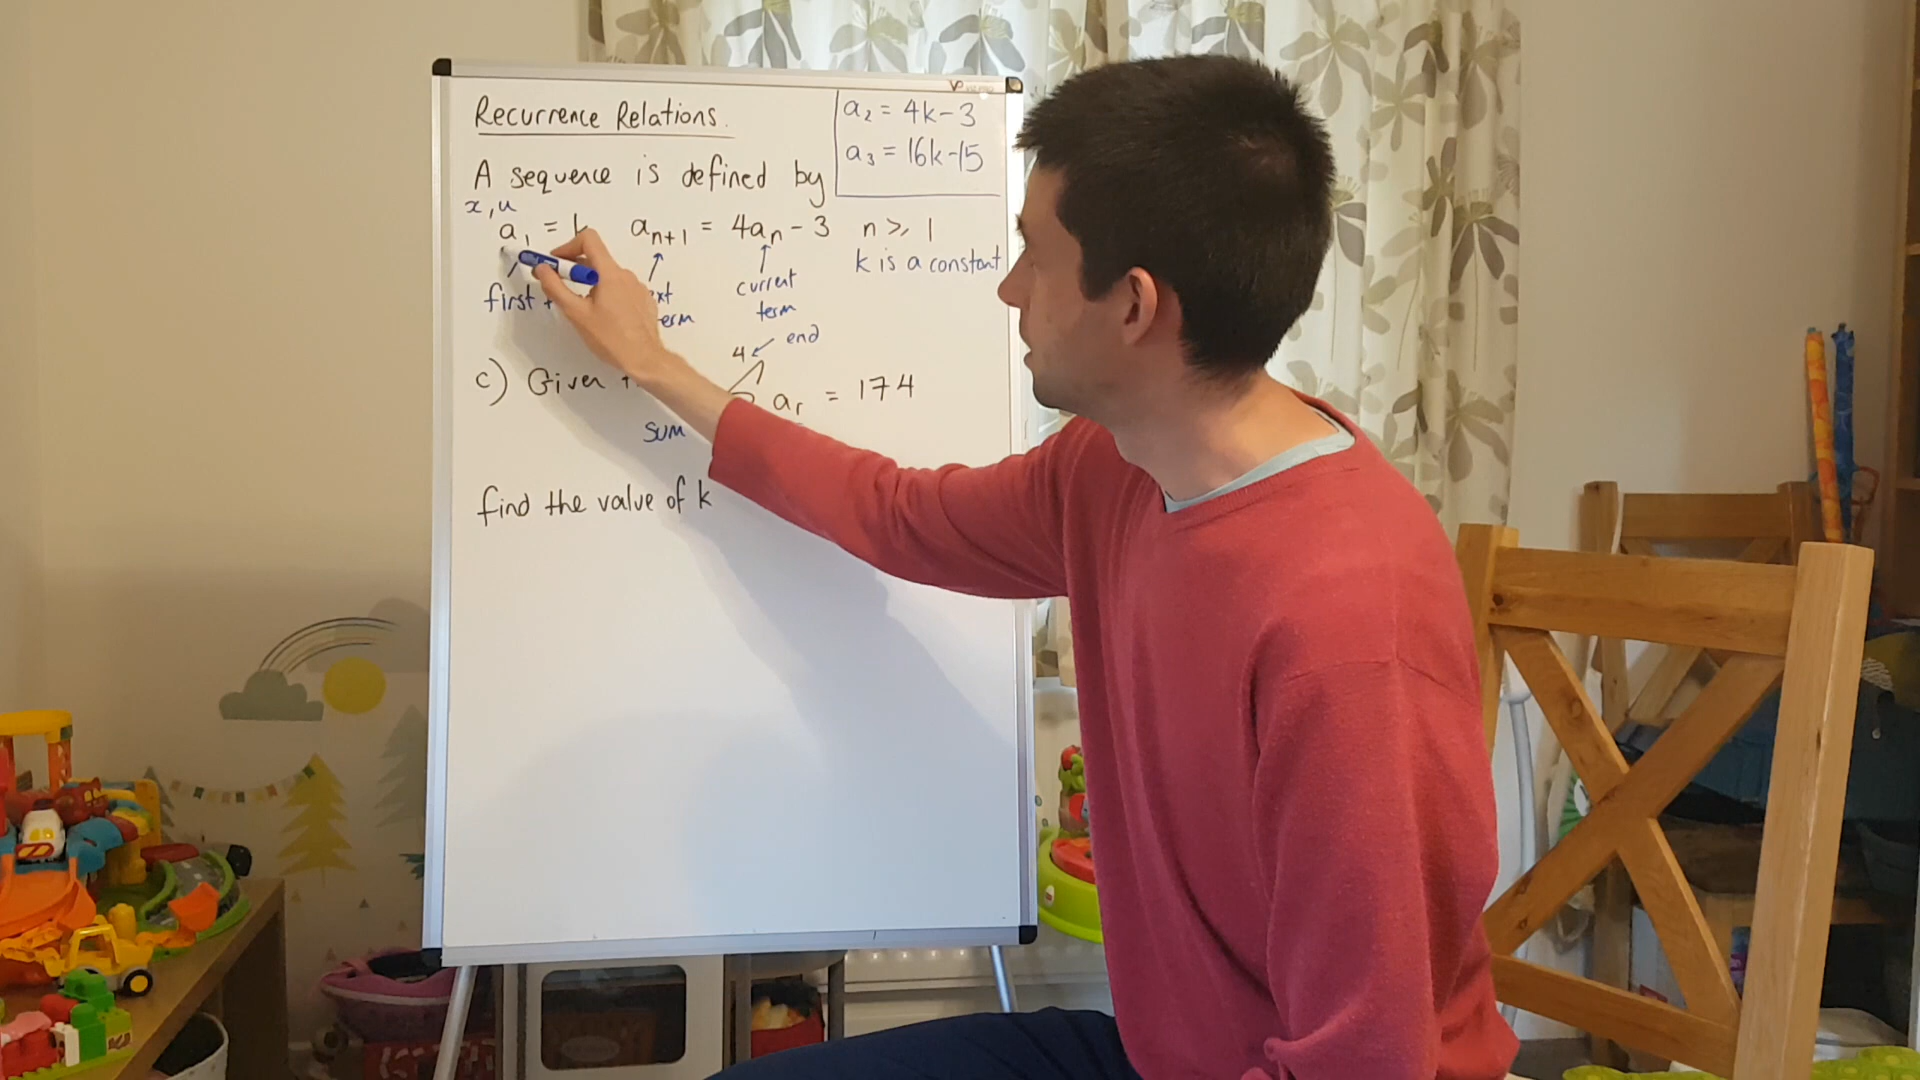 Recurrence Relations.
a₂ = 4k - 3
a₃ = 16k - 15
A sequence is defined by
x, u
a₁ = k aₙ₊₁ = 4aₙ - 3 n ⩾ 1
k is a constant
first
current
term
end
4
c) Given aᵣ = 174
sum
find the value of k